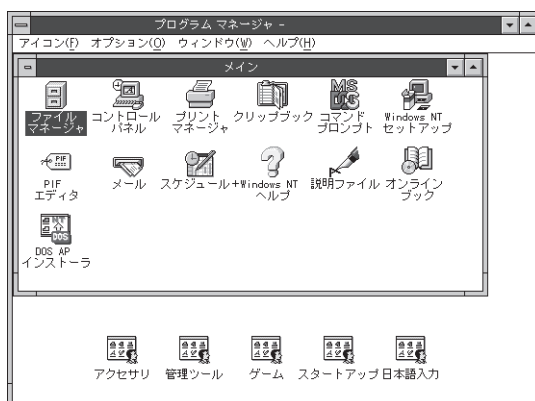 プログラム マネージャ -
アイコン(F) オプション(O) ウィンドウ(W) ヘルプ(H)
メイン
ファイル マネージャ
コントロール パネル
プリント マネージャ
クリップブック
MS DOS
コマンド プロンプト
Windows NT セットアップ
PIF
PIF エディタ
メール
スケジュール+
Windows NT ヘルプ
説明ファイル
オンライン ブック
DOS
DOS AP インストーラ
アクセサリ
管理ツール
ゲーム
スタートアップ
日本語入力